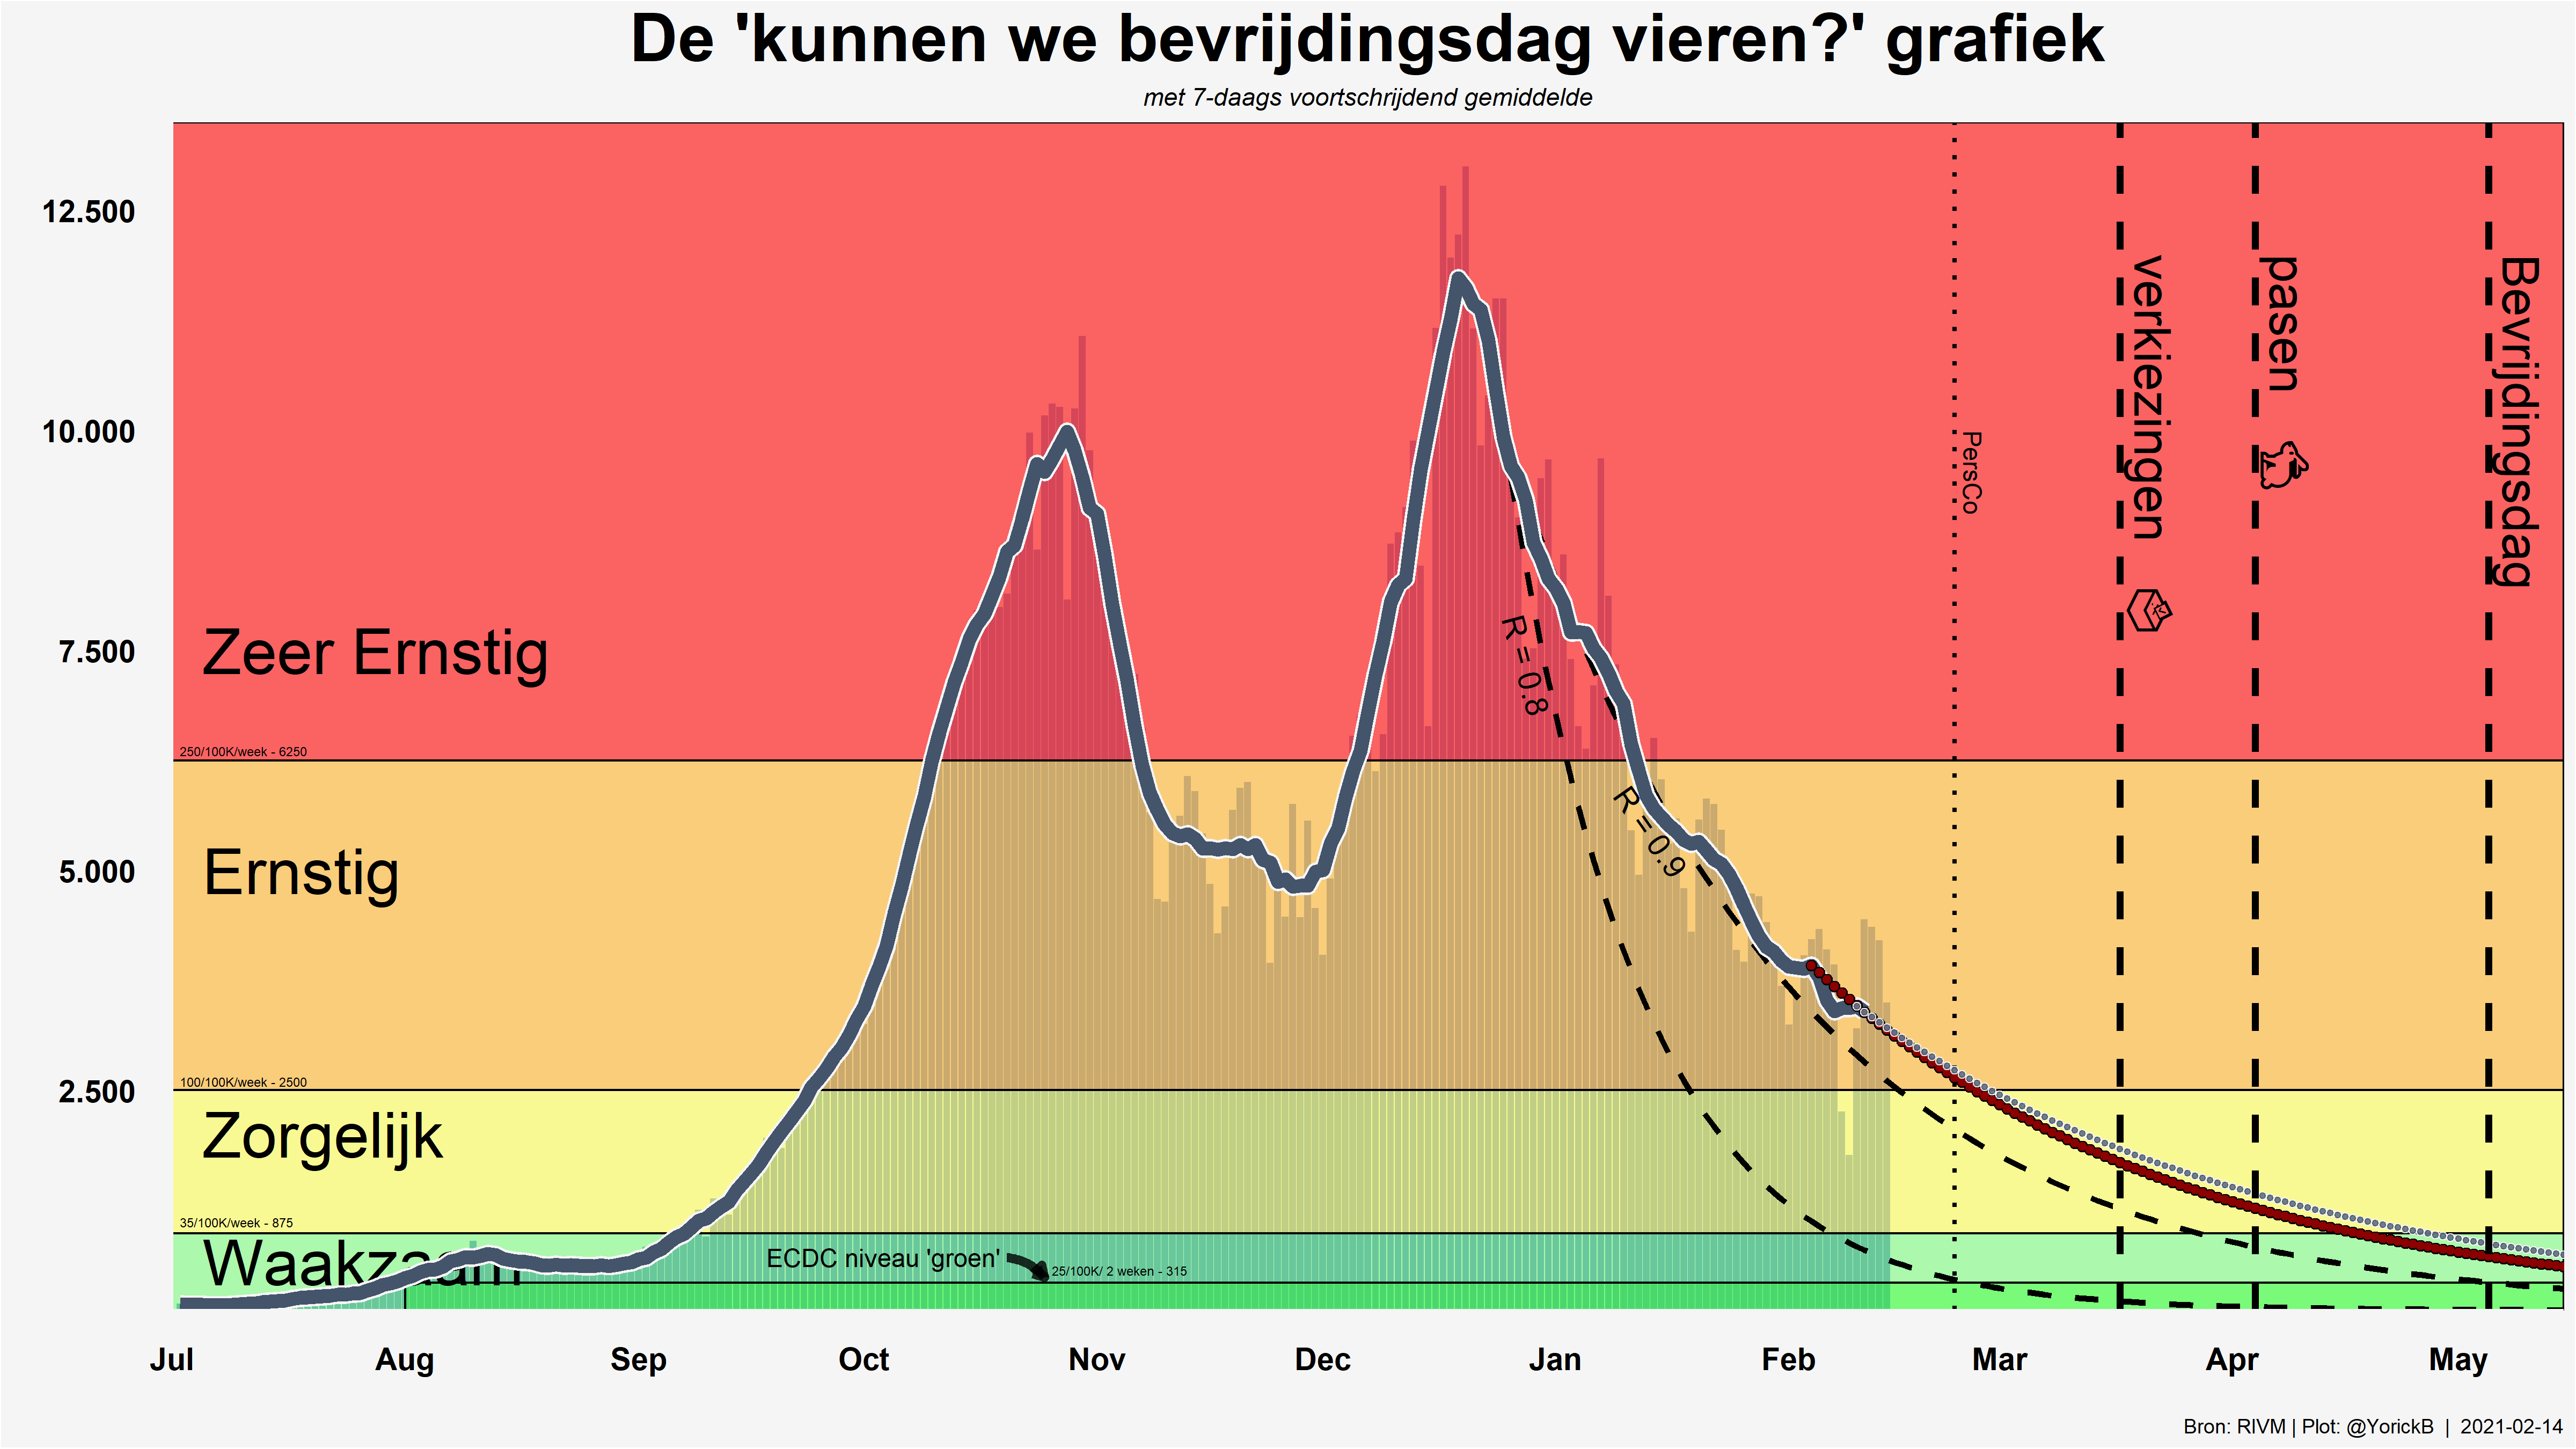 De 'kunnen we bevrijdingsdag vieren?' grafiek
met 7-daags voortschrijdend gemiddelde
12.500
10.000
7.500
5.000
2.500
Zeer Ernstig
250/100K/week - 6250
Ernstig
100/100K/week - 2500
Zorgelijk
35/100K/week - 875
Waakzaam
ECDC niveau 'groen'
25/100K/ 2 weken - 315
R =0.8
R =0.9
PersCo
verkiezingen
pasen
Bevrijdingsdag
Jul
Aug
Sep
Oct
Nov
Dec
Jan
Feb
Mar
Apr
May
Bron: RIVM | Plot: @YorickB | 2021-02-14